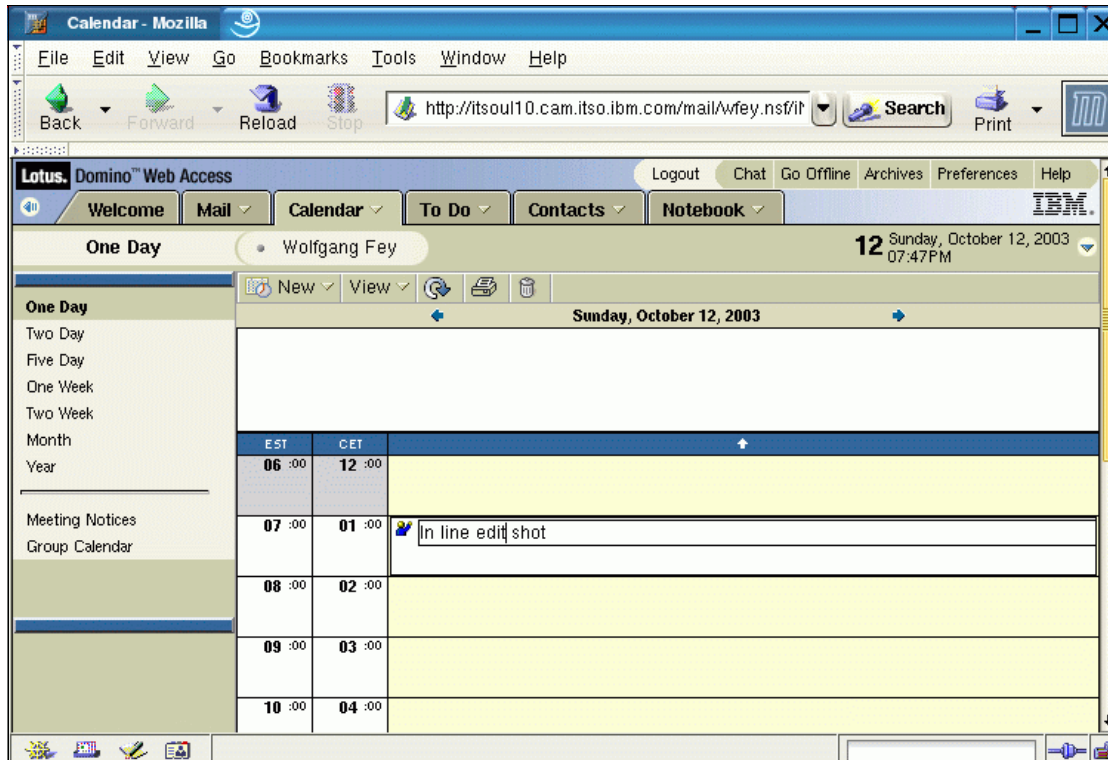 Calendar - Mozilla
File Edit View Go Bookmarks Tools Window Help
Back Forward Reload Stop http://itsoul10.cam.itso.ibm.com/mail/wfey.nsf/ Search Print
Lotus. Domino™ Web Access Logout Chat Go Offline Archives Preferences Help
Welcome Mail Calendar To Do Contacts Notebook IBM.
One Day Wolfgang Fey 12 Sunday, October 12, 2003
07:47PM
New View
One Day
Sunday, October 12, 2003
Two Day
Five Day
One Week
Two Week
Month
Year
Meeting Notices
Group Calendar
EST CET
06 :00 12 :00
07 :00 01 :00 In line edit shot
08 :00 02 :00
09 :00 03 :00
10 :00 04 :00